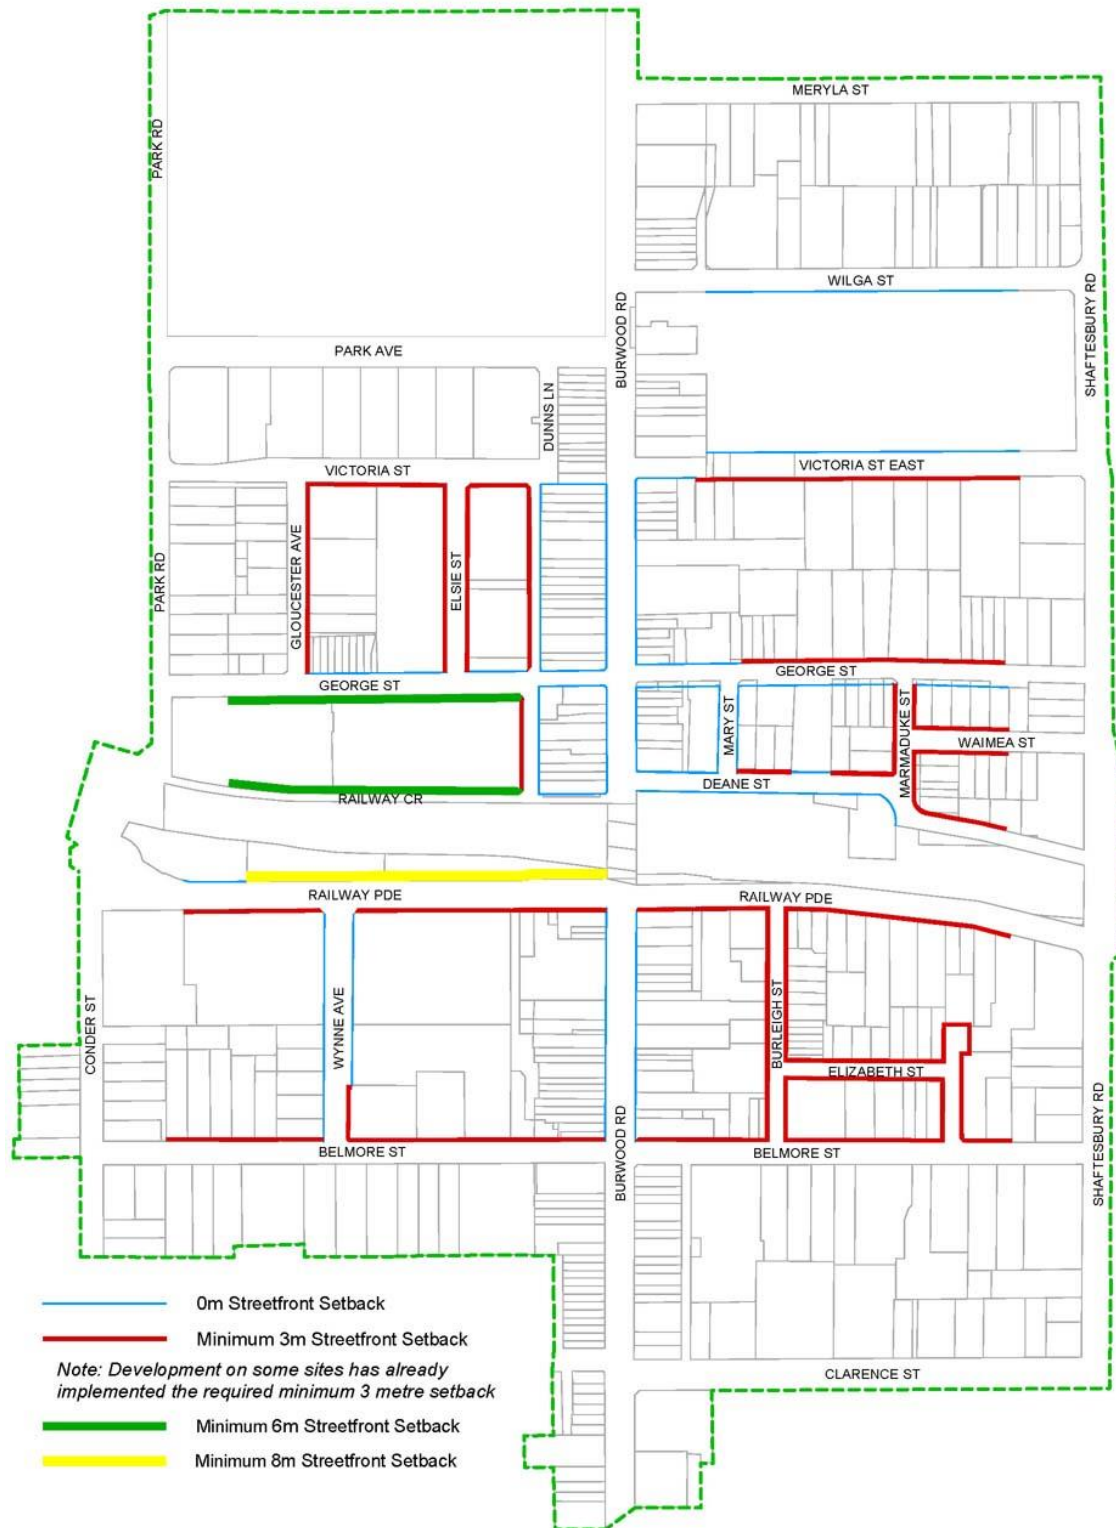 MERYLA ST
PARK RD
WILGA ST
BURWOOD RD
SHAFTESBURY RD
PARK AVE
DUNNS LN
VICTORIA ST
VICTORIA ST EAST
PARK RD
GLOUCESTER AVE
ELSIE ST
GEORGE ST
GEORGE ST
MARY ST
MARMADUKE ST
WAIMEA ST
DEANE ST
RAILWAY CR
RAILWAY PDE
RAILWAY PDE
CONDER ST
WYNNE AVE
BURLEIGH ST
ELIZABETH ST
BURWOOD RD
SHAFTESBURY RD
BELMORE ST
BELMORE ST
CLARENCE ST
0m Streetfront Setback
Minimum 3m Streetfront Setback
Note: Development on some sites has already
implemented the required minimum 3 metre setback
Minimum 6m Streetfront Setback
Minimum 8m Streetfront Setback